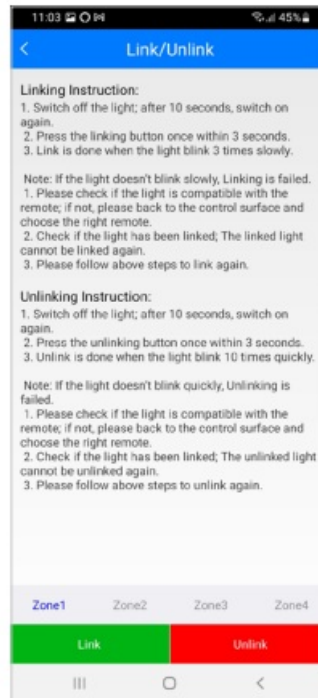 11:03 45%
Link/Unlink
Linking Instruction:
1. Switch off the light; after 10 seconds, switch on
again.
2. Press the linking button once within 3 seconds.
3. Link is done when the light blink 3 times slowly.
Note: If the light doesn't blink slowly, Linking is failed.
1. Please check if the light is compatible with the
remote; if not, please back to the control surface and
choose the right remote.
2. Check if the light has been linked; The linked light
cannot be linked again.
3. Please follow above steps to link again.
Unlinking Instruction:
1. Switch off the light; after 10 seconds, switch on
again.
2. Press the unlinking button once within 3 seconds.
3. Unlink is done when the light blink 10 times quickly.
Note: If the light doesn't blink quickly, Unlinking is
failed.
1. Please check if the light is compatible with the
remote; if not, please back to the control surface and
choose the right remote.
2. Check if the light has been linked; The unlinked light
cannot be unlinked again.
3. Please follow above steps to unlink again.
Zone1 Zone2 Zone3 Zone4
Link Unlink